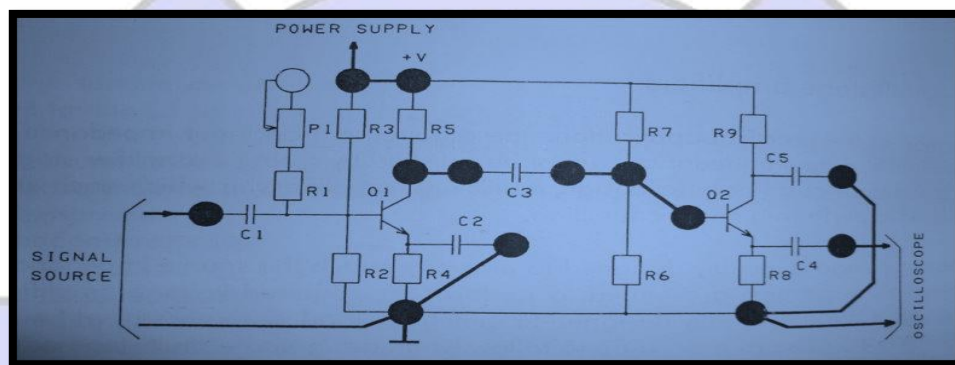 POWER SUPPLY
+V
P1
R3
R5
R7
R9
R1
Q1
C3
Q2
C5
C1
C2
SIGNAL
SOURCE
R2
R4
R6
R8
C4
OSCILLOSCOPE